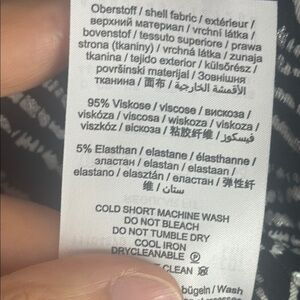 Oberstoff / shell fabric / extérieur /
верхний материал / vrchní látka /
bovenstof / tessuto superiore / prawa
strona (tkaniny) / vrchná látka / zunaja
tkanina / tejido exterior / külsőrész /
površinski materijal / Зовнішня
тканина / 面布 / الأقمشة الخارجية
95% Viskose / viscose / вискоза /
viskóza / viscosa / wiskoza / viskoza /
viszkóz / віскоза / 粘胶纤维 / فيسكوز
5% Elasthan / elastane / élasthanne /
эластан / elastan / elastaan /
elastano / elasztán / еластан / 弹性纤
维 / ستان
COLD SHORT MACHINE WASH
DO NOT BLEACH
DO NOT TUMBLE DRY
COOL IRON
DRYCLEANABLE Ⓟ
T CLEAN
bügeln / Wash